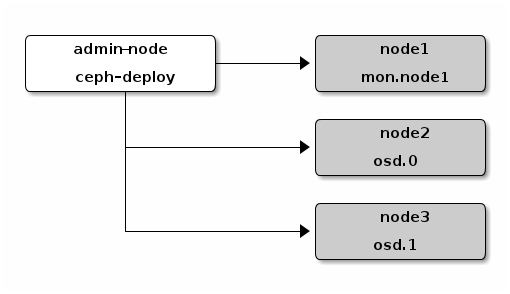 admin-node
ceph-deploy
node1
mon.node1
node2
osd.0
node3
osd.1